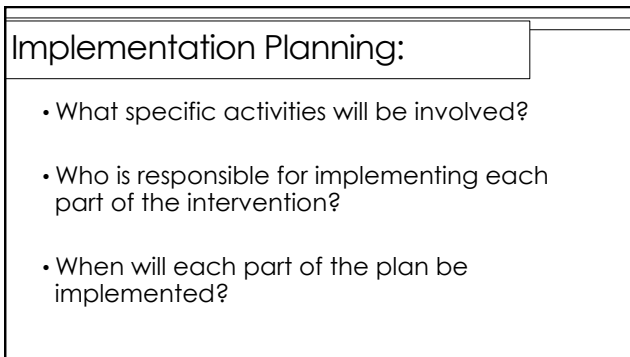 Implementation Planning:
• What specific activities will be involved?
• Who is responsible for implementing each
part of the intervention?
• When will each part of the plan be
implemented?